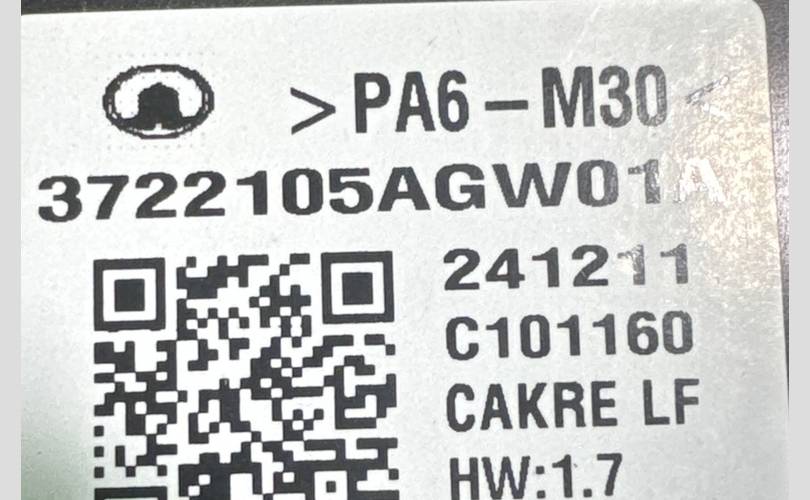 >PA6-M30<
3722105AGW01A
241211
C101160
CAKRE LF
HW:1.7